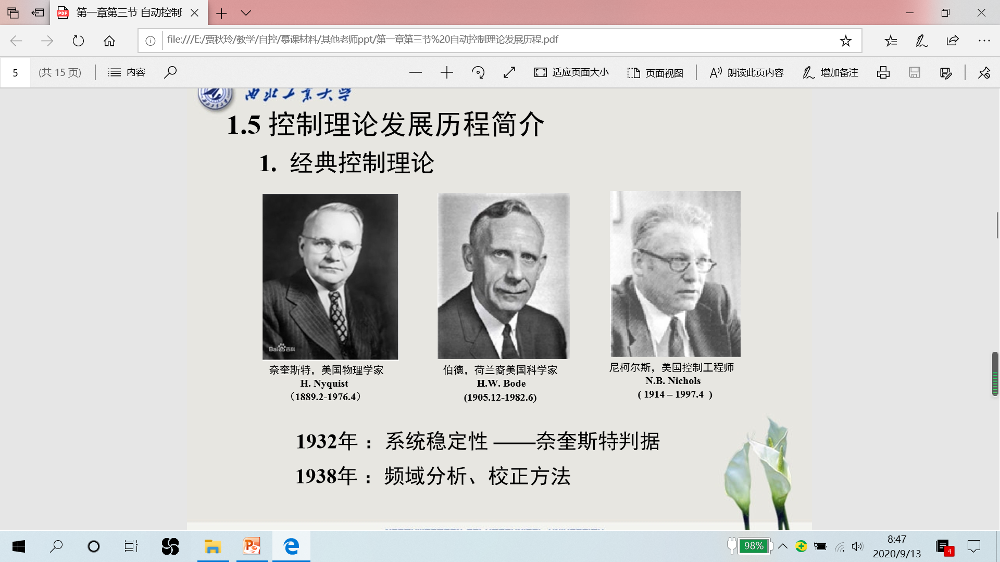 第一章第三节 自动控制
file:///E:/贾秋玲/教学/自控/慕课材料/其他老师ppt/第一章第三节%20自动控制理论发展历程.pdf
5 (共 15 页) 内容 适应页面大小 页面视图 朗读此页内容 增加备注
西北工业大学
1.5 控制理论发展历程简介
1. 经典控制理论
Bai 百科
奈奎斯特，美国物理学家
H. Nyquist
（1889.2-1976.4）
伯德，荷兰裔美国科学家
H.W. Bode
(1905.12-1982.6)
尼柯尔斯，美国控制工程师
N.B. Nichols
( 1914 – 1997.4 )
1932年 ：系统稳定性 ——奈奎斯特判据
1938年 ：频域分析、校正方法
98%
8:47
2020/9/13
4